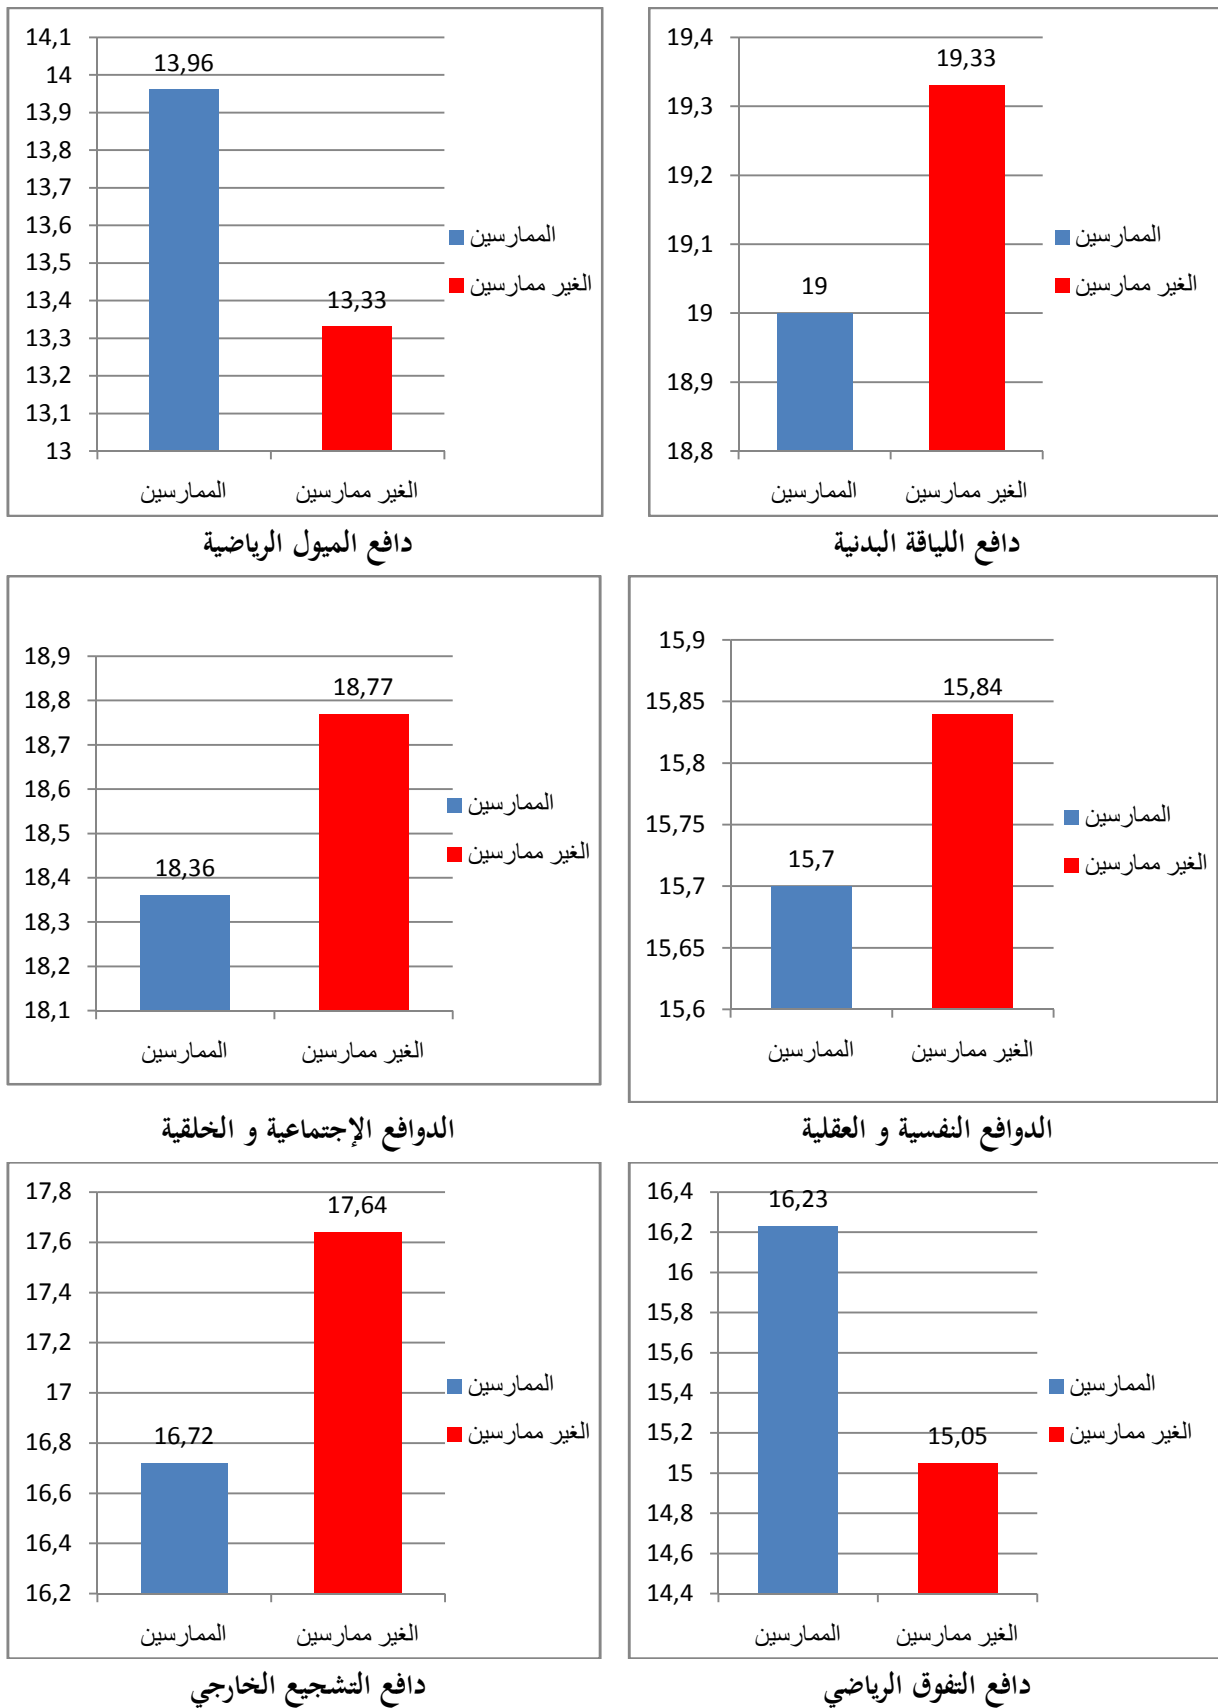 19,4
19,3
19,2
19,1
19
18,9
18,8
19
19,33
الممارسين
الغير ممارسين
الممارسين
الغير ممارسين
دافع اللياقة البدنية
14,1
14
13,9
13,8
13,7
13,6
13,5
13,4
13,3
13,2
13,1
13
13,96
13,33
الممارسين
الغير ممارسين
الممارسين
الغير ممارسين
دافع الميول الرياضية
15,9
15,85
15,8
15,75
15,7
15,65
15,6
15,7
15,84
الممارسين
الغير ممارسين
الممارسين
الغير ممارسين
الدوافع النفسية و العقلية
18,9
18,8
18,7
18,6
18,5
18,4
18,3
18,2
18,1
18,36
18,77
الممارسين
الغير ممارسين
الممارسين
الغير ممارسين
الدوافع الإجتماعية و الخلقية
16,4
16,2
16
15,8
15,6
15,4
15,2
15
14,8
14,6
14,4
16,23
15,05
الممارسين
الغير ممارسين
الممارسين
الغير ممارسين
دافع التفوق الرياضي
17,8
17,6
17,4
17,2
17
16,8
16,6
16,4
16,2
16,72
17,64
الممارسين
الغير ممارسين
الممارسين
الغير ممارسين
دافع التشجيع الخارجي